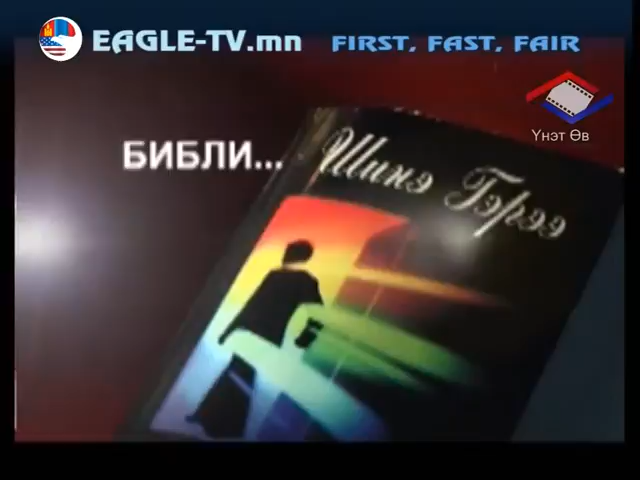 EAGLE-TV.mn FIRST, FAST, FAIR
Үнэт Өв
БИБЛИ...
Шинэ Гэрээ